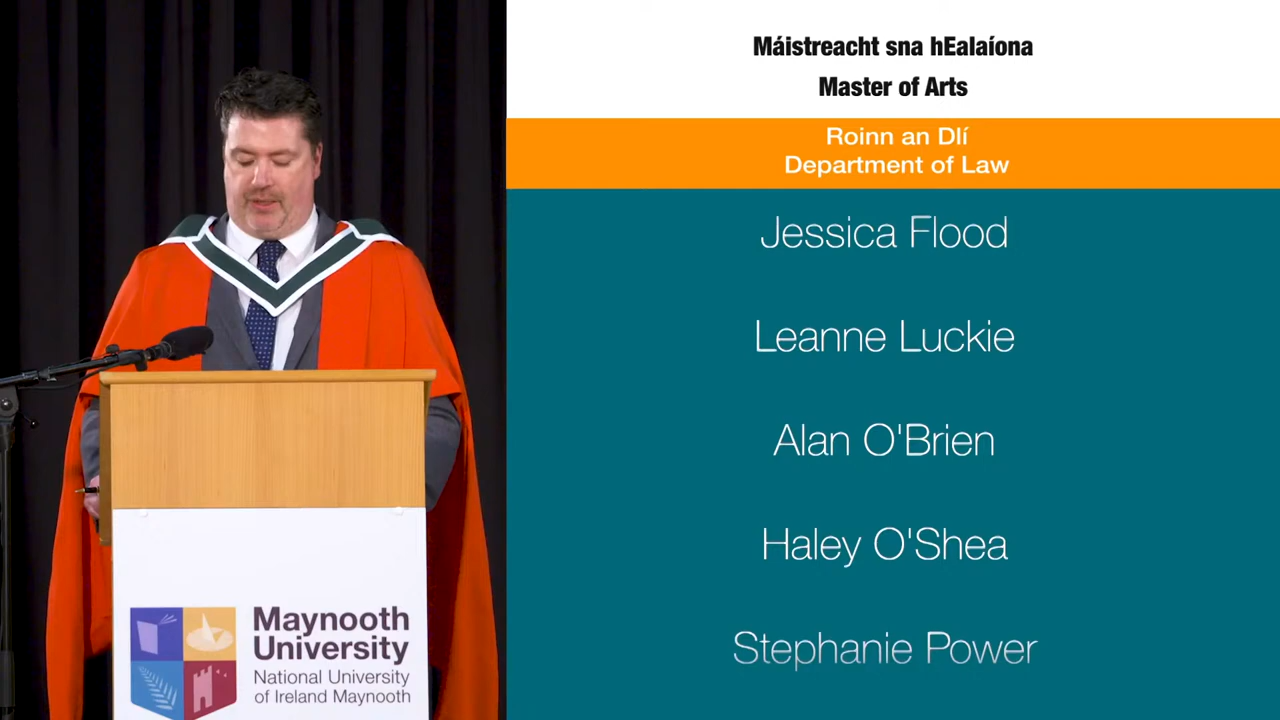 Máistreacht sna hEalaíona
Master of Arts
Roinn an Dlí
Department of Law
Jessica Flood
Leanne Luckie
Alan O'Brien
Haley O'Shea
Stephanie Power
Maynooth
University
National University
of Ireland Maynooth